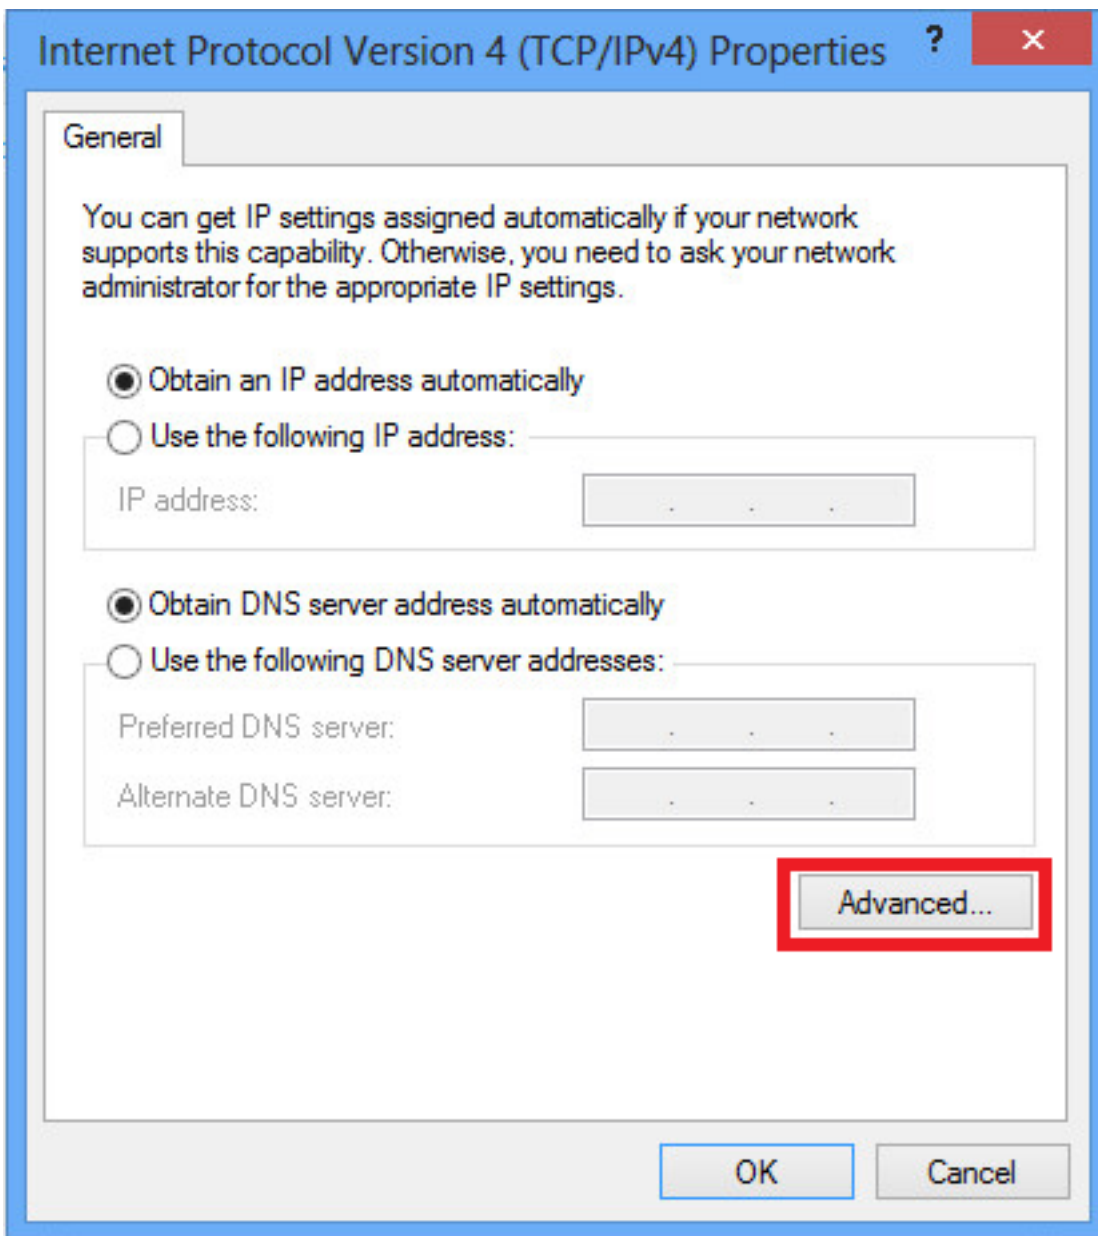 Internet Protocol Version 4 (TCP/IPv4) Properties ? ×
General
You can get IP settings assigned automatically if your network
supports this capability. Otherwise, you need to ask your network
administrator for the appropriate IP settings.
Obtain an IP address automatically
Use the following IP address:
IP address: . . .
Obtain DNS server address automatically
Use the following DNS server addresses:
Preferred DNS server: . . .
Alternate DNS server: . . .
Advanced...
OK Cancel